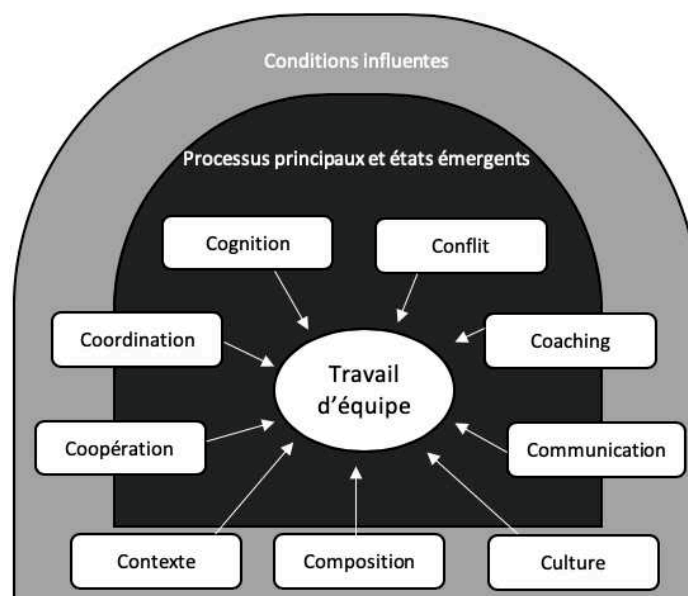 Conditions influentes
Processus principaux et états émergents
Cognition
Conflit
Coordination
Coaching
Travail
d'équipe
Coopération
Communication
Contexte
Composition
Culture